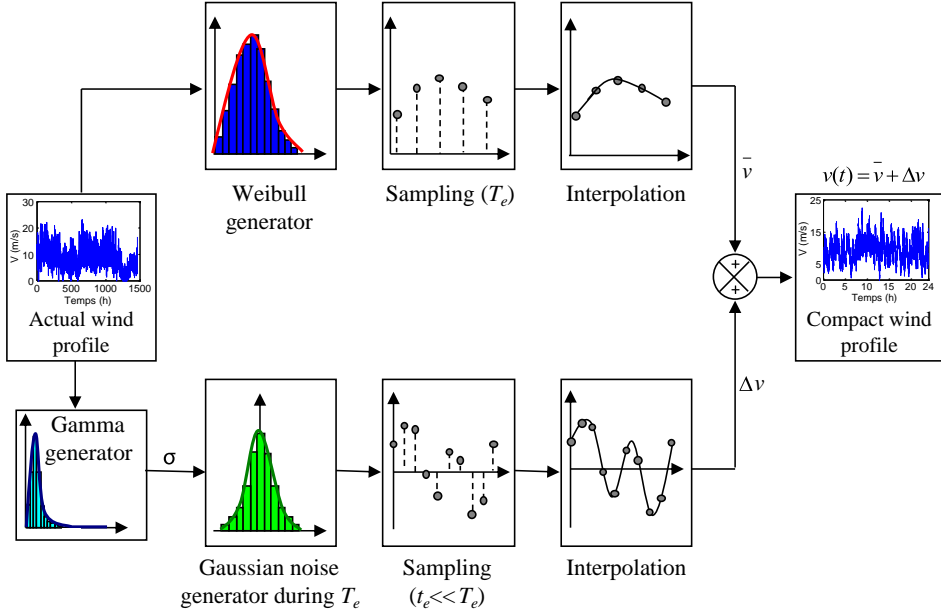 Weibull
generator
Sampling (Tₑ)
Interpolation
v̄
v(t) = v̄ + Δv
30
20
10
0
V (m/s)
0 500 1000 1500
Temps (h)
Actual wind
profile
+
+
25
20
15
10
5
0
V (m/s)
0 5 10 15 20 24
Temps (h)
Compact wind
profile
Δv
Gamma
generator
σ
Gaussian noise
generator during Tₑ
Sampling
(tₑ<<Tₑ)
Interpolation